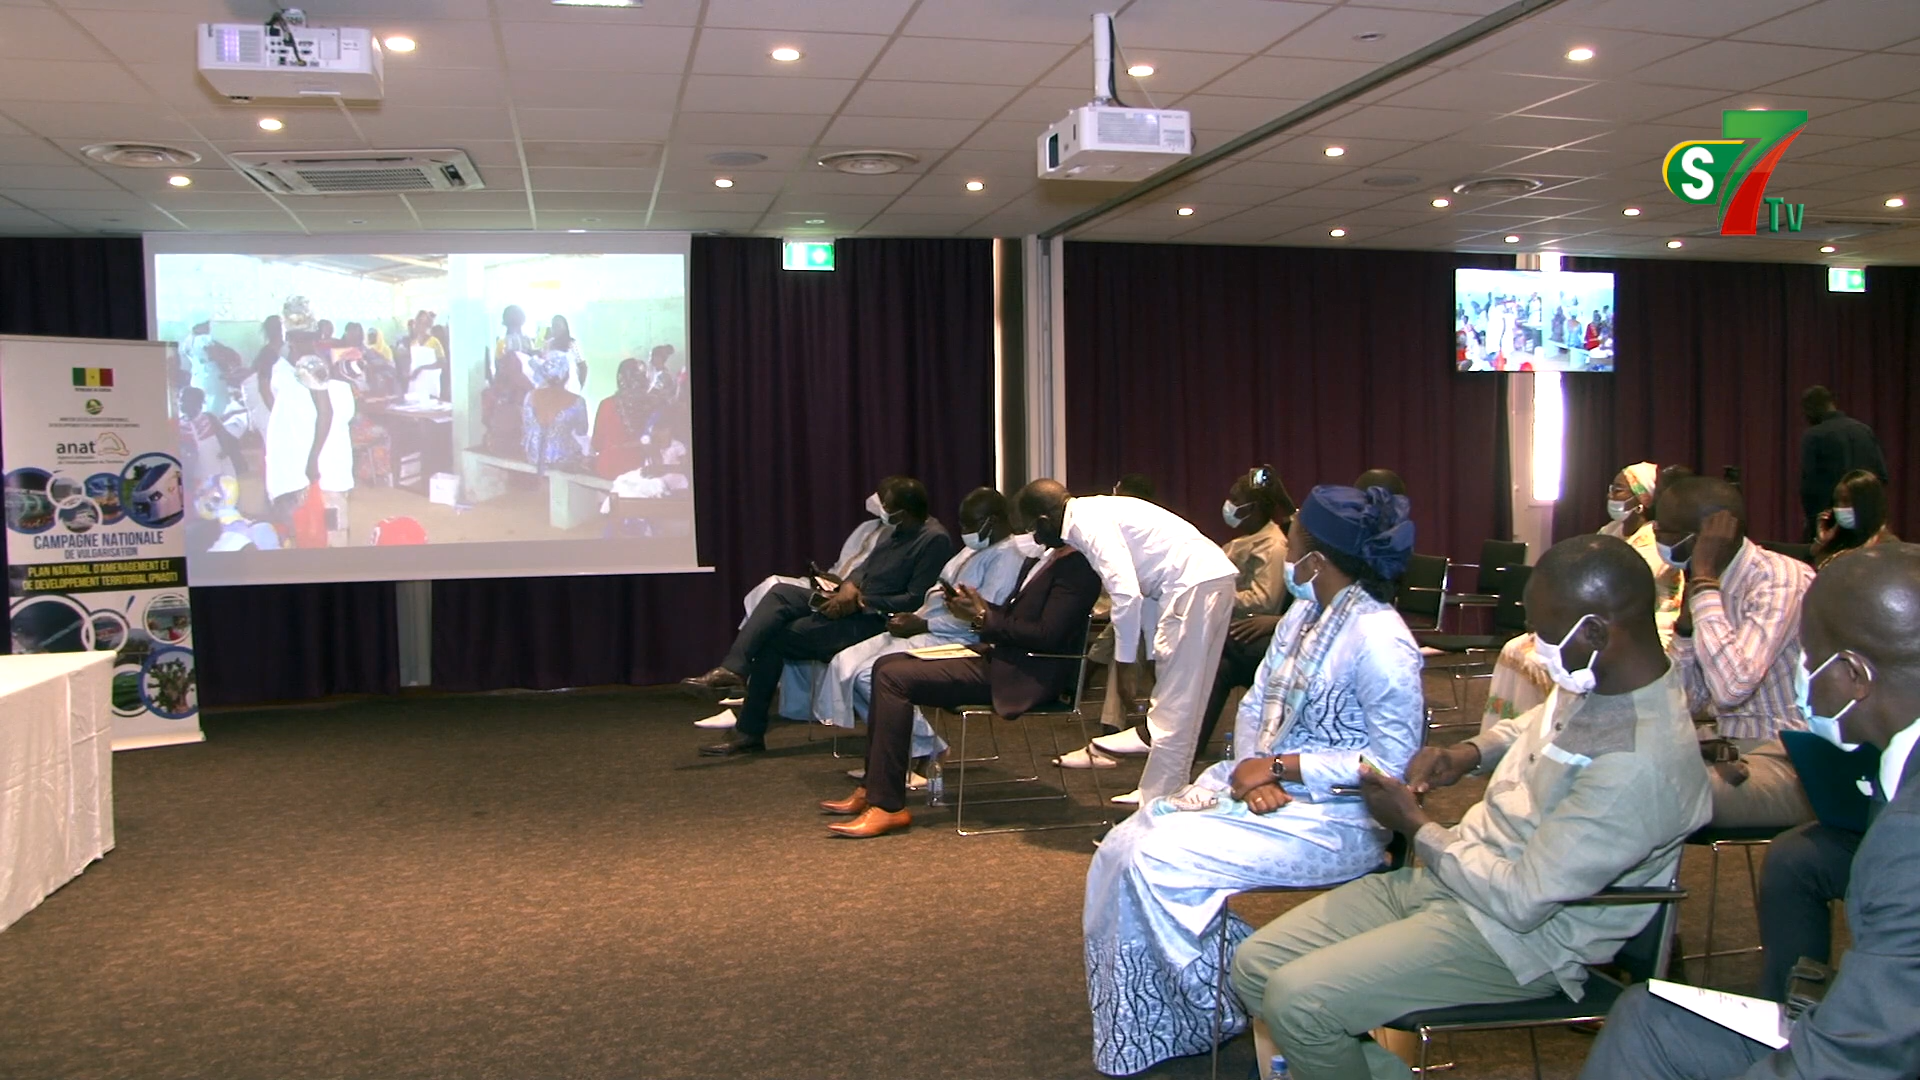 S7TV
anat
CAMPAGNE NATIONALE
DE VULGARISATION
PLAN NATIONAL D'AMENAGEMENT ET
DE DEVELOPPEMENT TERRITORIAL (PNADT)